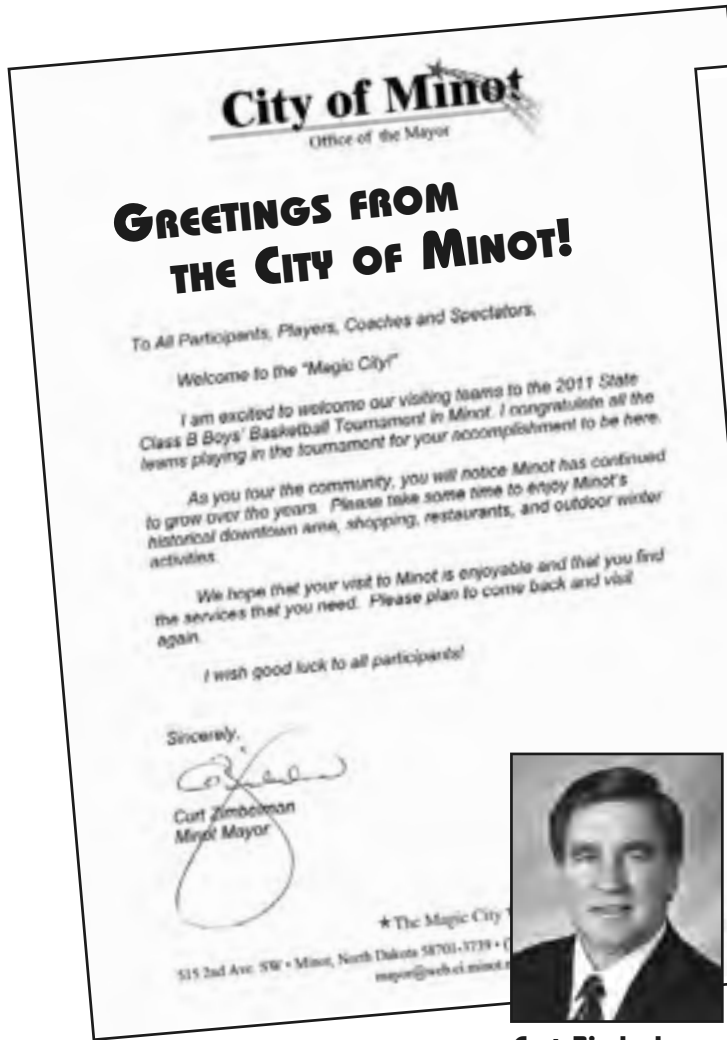 City of Minot
Office of the Mayor
GREETINGS FROM
THE CITY OF MINOT!
To All Participants, Players, Coaches and Spectators,
Welcome to the "Magic City!"
I am excited to welcome our visiting teams to the 2011 State
Class B Boys' Basketball Tournament in Minot. I congratulate all the
teams playing in the tournament for your accomplishment to be here.
As you tour the community, you will notice Minot has continued
to grow over the years. Please take some time to enjoy Minot's
historical downtown area, shopping, restaurants, and outdoor winter
activities.
We hope that your visit to Minot is enjoyable and that you find
the services that you need. Please plan to come back and visit
again.
I wish good luck to all participants!
Sincerely,
Curt Zimbelman
Minot Mayor
★The Magic City
515 2nd Ave. SW • Minot, North Dakota 58701-3739 • (
mayor@web.ci.minot.n